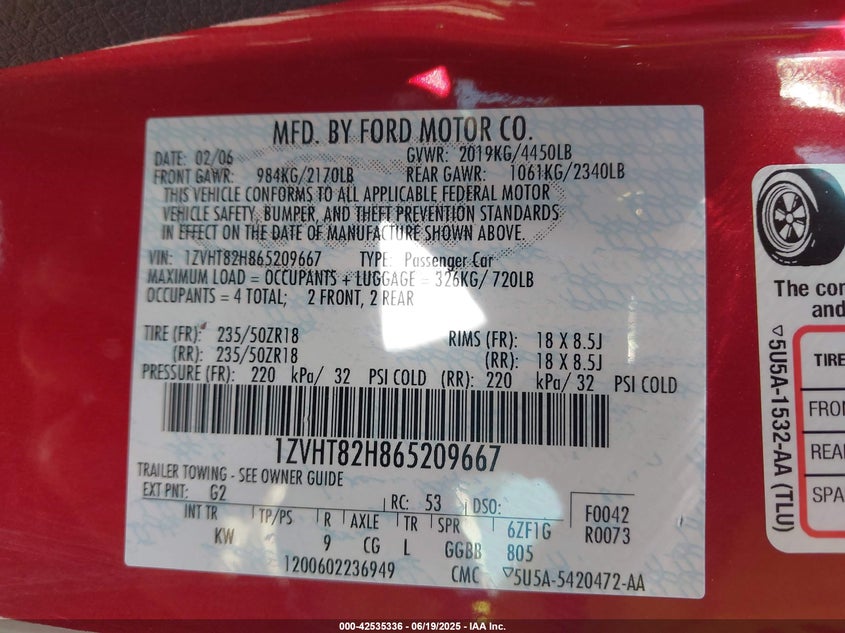 MFD. BY FORD MOTOR CO.
DATE: 02/06 GVWR: 2019KG/4450LB
FRONT GAWR: 984KG/2170LB REAR GAWR: 1061KG/2340LB
THIS VEHICLE CONFORMS TO ALL APPLICABLE FEDERAL MOTOR
VEHICLE SAFETY, BUMPER, AND THEFT PREVENTION STANDARDS
IN EFFECT ON THE DATE OF MANUFACTURE SHOWN ABOVE.
VIN: 1ZVHT82H865209667 TYPE: Passenger Car
MAXIMUM LOAD = OCCUPANTS + LUGGAGE = 326KG/ 720LB
OCCUPANTS = 4 TOTAL; 2 FRONT, 2 REAR
TIRE (FR): 235/50ZR18 RIMS (FR): 18 X 8.5J
(RR): 235/50ZR18 (RR): 18 X 8.5J
PRESSURE (FR): 220 kPa/ 32 PSI COLD (RR): 220 kPa/ 32 PSI COLD
1ZVHT82H865209667
TRAILER TOWING - SEE OWNER GUIDE
EXT PNT: G2 RC: 53 DSO: F0042
INT TR TP/PS R AXLE TR SPR 6ZF1G R0073
KW 9 CG L GGBB 805
1200602236949 CMC ▽5U5A-5420472-AA
The con
and
▽5U5A-1532-AA (TLU)
TIRE
FRON
REA
SPA
000-42535336 - 06/19/2025 - IAA Inc.